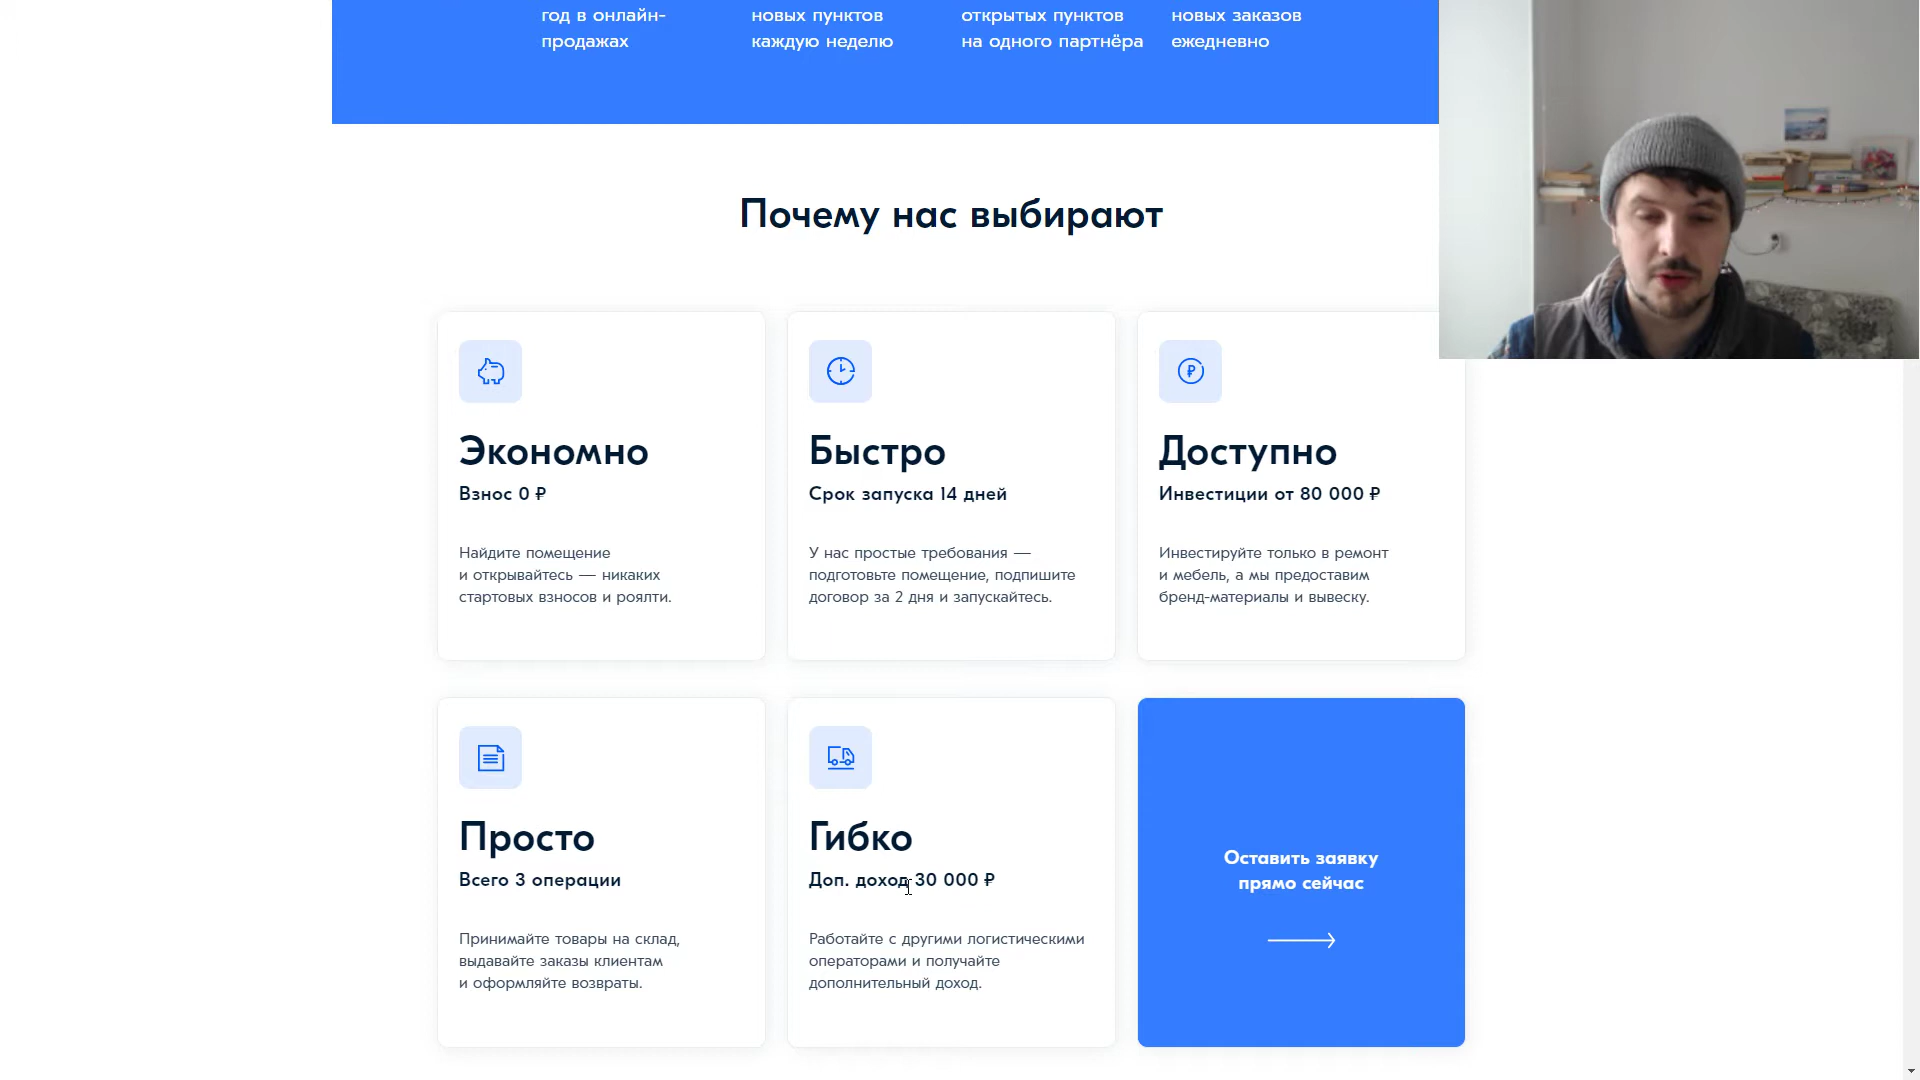 год в онлайн-
продажах
новых пунктов
каждую неделю
открытых пунктов
на одного партнёра
новых заказов
ежедневно
Почему нас выбирают
Экономно
Взнос 0 ₽
Найдите помещение
и открывайтесь — никаких
стартовых взносов и роялти.
Быстро
Срок запуска 14 дней
У нас простые требования —
подготовьте помещение, подпишите
договор за 2 дня и запускайтесь.
Доступно
Инвестиции от 80 000 ₽
Инвестируйте только в ремонт
и мебель, а мы предоставим
бренд-материалы и вывеску.
Просто
Всего 3 операции
Принимайте товары на склад,
выдавайте заказы клиентам
и оформляйте возвраты.
Гибко
Доп. доход 30 000 ₽
Работайте с другими логистическими
операторами и получайте
дополнительный доход.
Оставить заявку
прямо сейчас